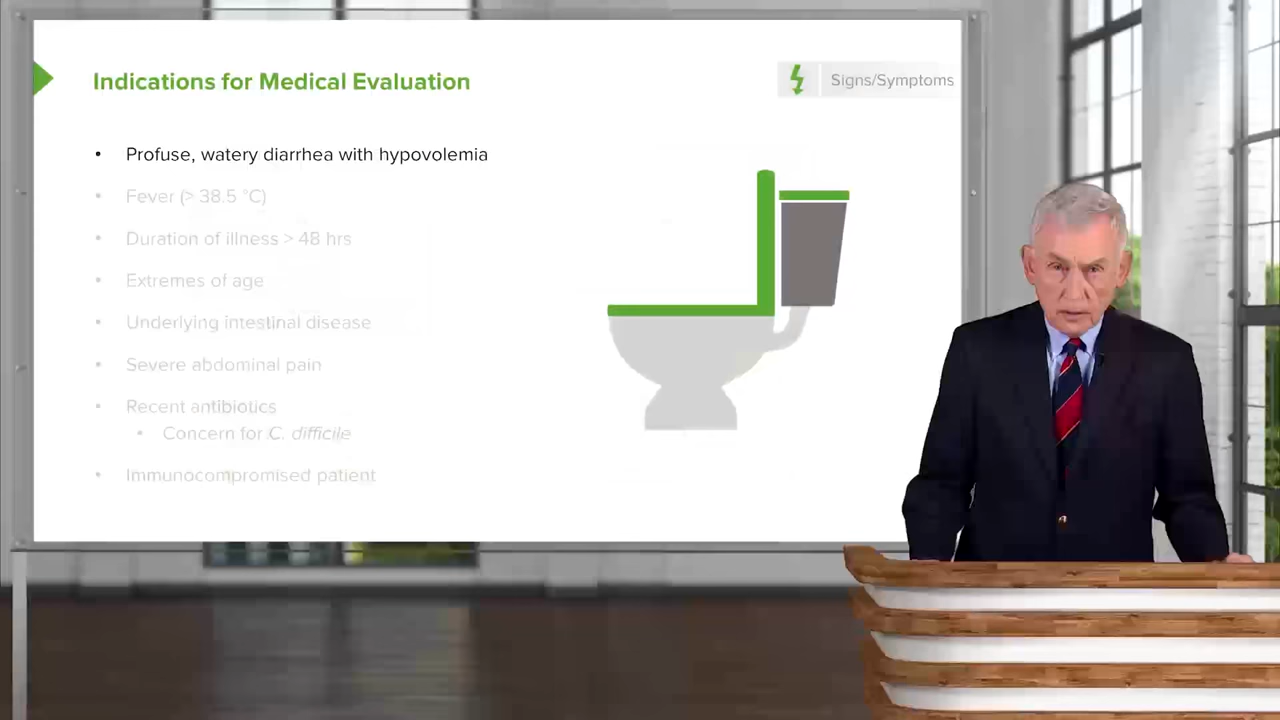 Indications for Medical Evaluation
Signs/Symptoms
• Profuse, watery diarrhea with hypovolemia
• Fever (> 38.5 °C)
• Duration of illness > 48 hrs
• Extremes of age
• Underlying intestinal disease
• Severe abdominal pain
• Recent antibiotics
• Concern for C. difficile
• Immunocompromised patient